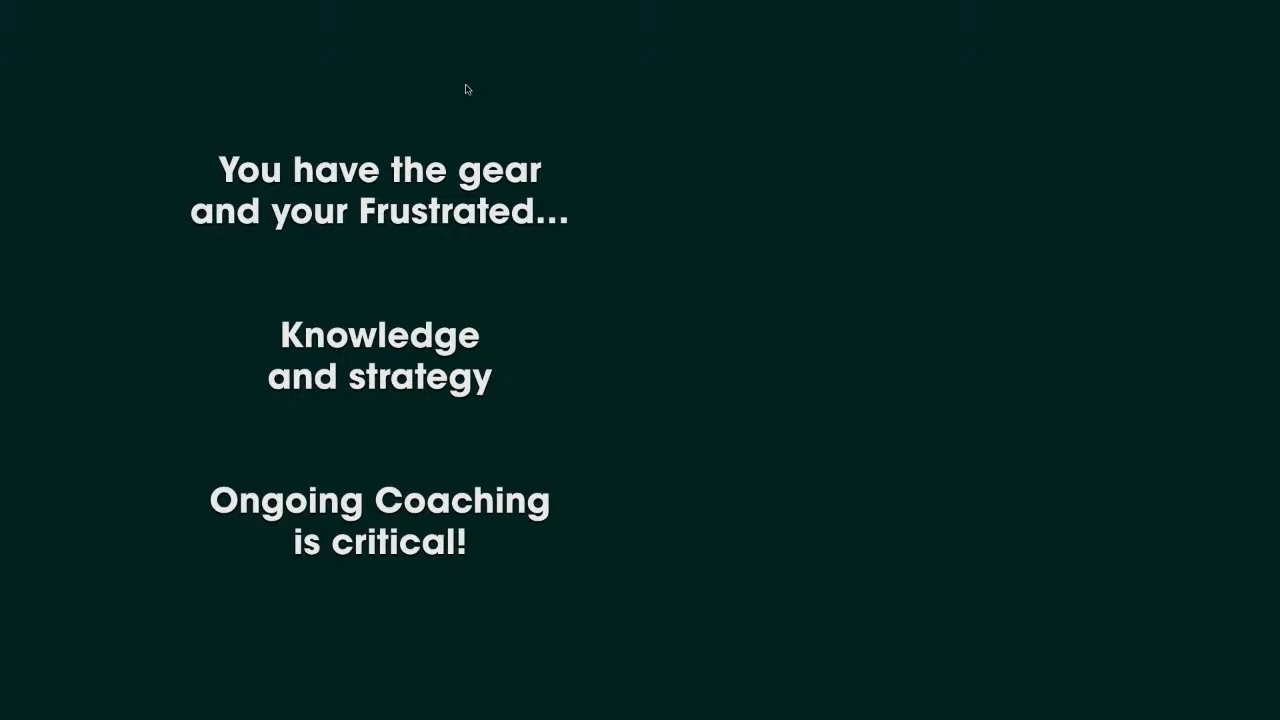 You have the gear
and your Frustrated...
Knowledge
and strategy
Ongoing Coaching
is critical!